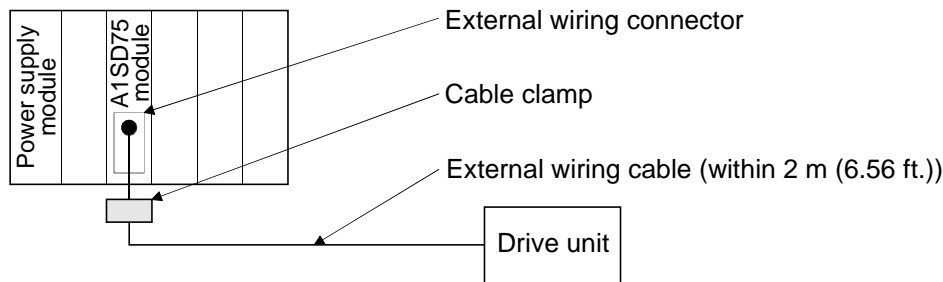 Power supply
module
A1SD75
module
External wiring connector
Cable clamp
External wiring cable (within 2 m (6.56 ft.))
Drive unit